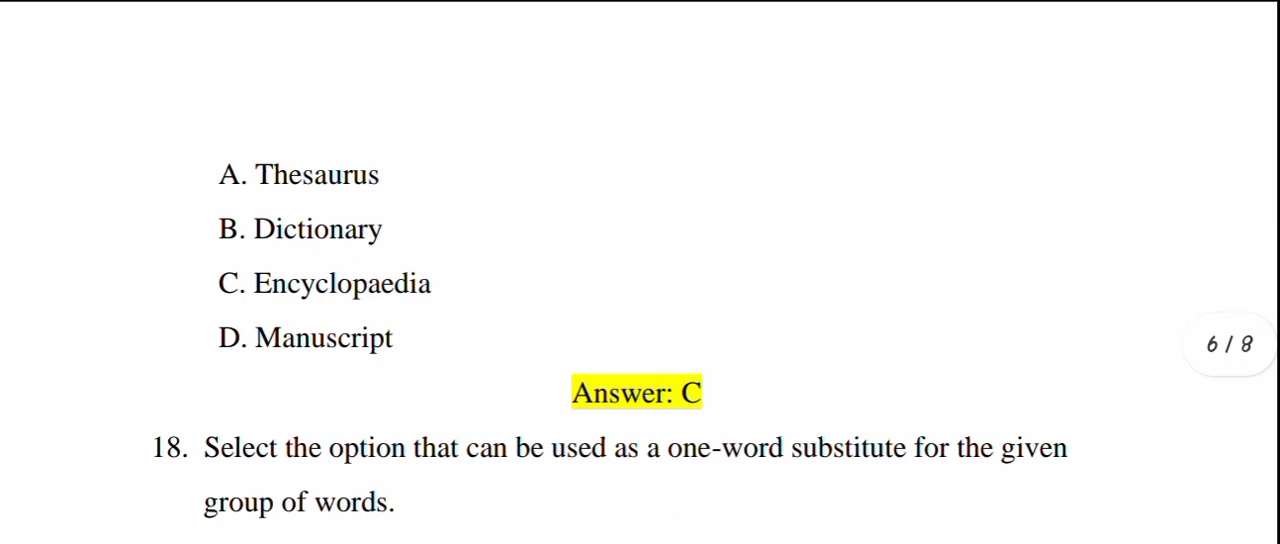 A. Thesaurus
B. Dictionary
C. Encyclopaedia
D. Manuscript
6 / 8
Answer: C
18. Select the option that can be used as a one-word substitute for the given
group of words.